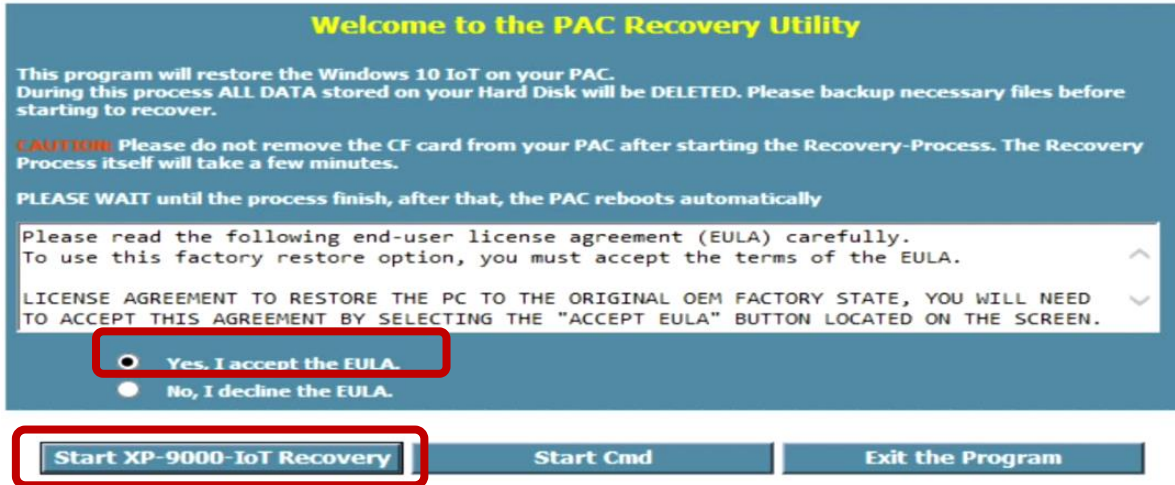 Welcome to the PAC Recovery Utility
This program will restore the Windows 10 IoT on your PAC.
During this process ALL DATA stored on your Hard Disk will be DELETED. Please backup necessary files before
starting to recover.
CAUTION: Please do not remove the CF card from your PAC after starting the Recovery-Process. The Recovery
Process itself will take a few minutes.
PLEASE WAIT until the process finish, after that, the PAC reboots automatically
Please read the following end-user license agreement (EULA) carefully.
To use this factory restore option, you must accept the terms of the EULA.
LICENSE AGREEMENT TO RESTORE THE PC TO THE ORIGINAL OEM FACTORY STATE, YOU WILL NEED
TO ACCEPT THIS AGREEMENT BY SELECTING THE "ACCEPT EULA" BUTTON LOCATED ON THE SCREEN.
Yes, I accept the EULA.
No, I decline the EULA.
Start XP-9000-IoT Recovery Start Cmd Exit the Program